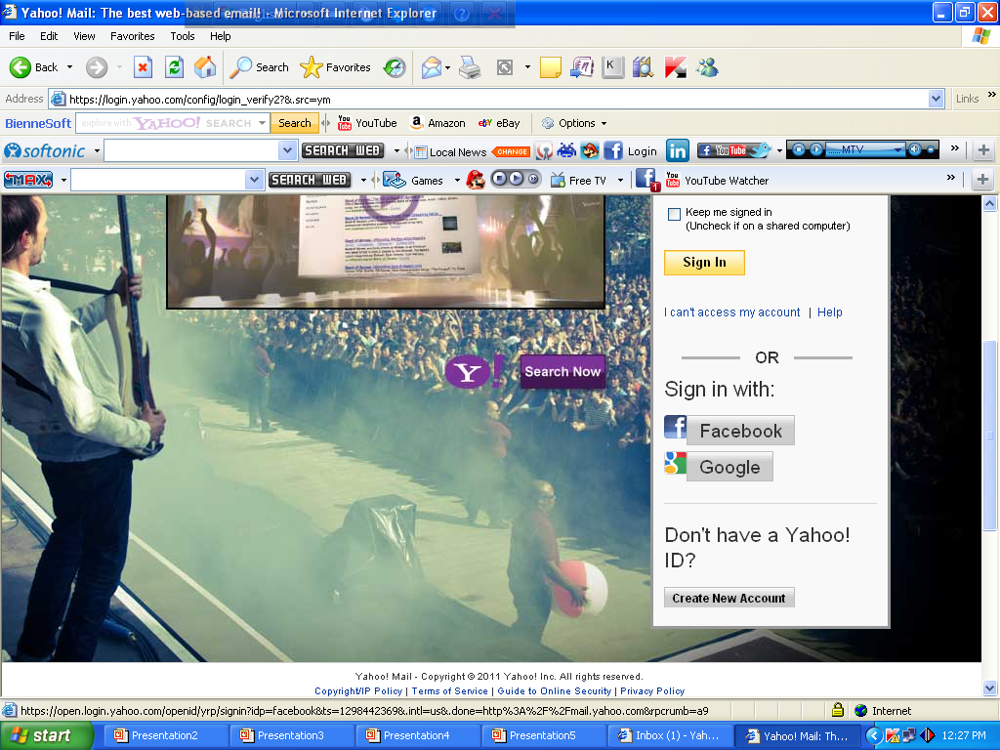 Yahoo! Mail: The best web-based email! - Microsoft Internet Explorer
File Edit View Favorites Tools Help
Back Search Favorites
Address https://login.yahoo.com/config/login_verify2?&.src=ym Links
BienneSoft explore with YAHOO! SEARCH Search YouTube Amazon eBay Options
softonic SEARCH WEB Local News CHANGE Login in f YouTube MTV
MAX SEARCH WEB Games Free TV 1 YouTube Watcher
Keep me signed in
(Uncheck if on a shared computer)
Sign In
I can't access my account | Help
OR
Y! Search Now
Sign in with:
Facebook
Google
Don't have a Yahoo!
ID?
Create New Account
Yahoo! Mail - Copyright © 2011 Yahoo! Inc. All rights reserved.
Copyright/IP Policy | Terms of Service | Guide to Online Security | Privacy Policy
https://open.login.yahoo.com/openid/yrp/signin?idp=facebook&ts=1298442369&.intl=us&.done=http%3A%2F%2Fmail.yahoo.com&rpcrumb=a9 Internet
start Presentation2 Presentation3 Presentation4 Presentation5 Inbox (1) - Yah... Yahoo! Mail: Th... 12:27 PM